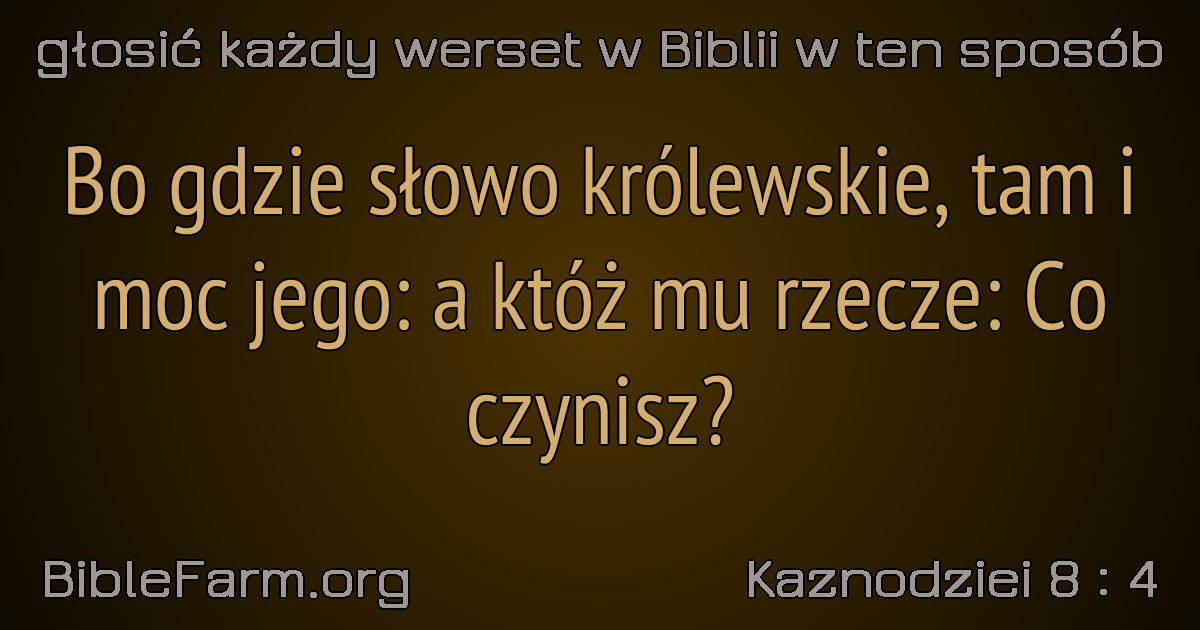 głosić każdy werset w Biblii w ten sposób
Bo gdzie słowo królewskie, tam i
moc jego: a któż mu rzecze: Co
czynisz?
BibleFarm.org
Kaznodziei 8 : 4